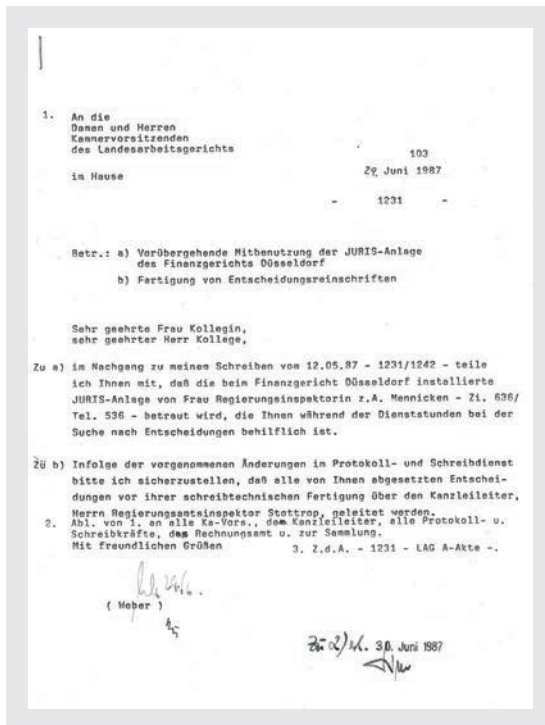 1. An die
Damen und Herren
Kammervorsitzenden
des Landesarbeitsgerichts
103
im Hause
29. Juni 1987
- 1231 -
Betr.: a) Vorübergehende Mitbenutzung der JURIS-Anlage
des Finanzgerichts Düsseldorf
b) Fertigung von Entscheidungsreinschriften
Sehr geehrte Frau Kollegin,
sehr geehrter Herr Kollege,
Zu a) im Nachgang zu meinen Schreiben vom 12.05.87 - 1231/1242 - teile
ich Ihnen mit, daß die beim Finanzgericht Düsseldorf installierte
JURIS-Anlage von Frau Regierungsinspektorin z.A. Mennicken - Zi. 636/
Tel. 536 - betreut wird, die Ihnen während der Dienststunden bei der
Suche nach Entscheidungen behilflich ist.
Zü b) Infolge der vorgenommenen Änderungen im Protokoll- und Schreibdienst
bitte ich sicherzustellen, daß alle von Ihnen abgesetzten Entschei-
dungen vor ihrer schreibtechnischen Fertigung über den Kanzleileiter,
Herrn Regierungsamtsinspektor Stottrop, geleitet werden.
2. Abl. von 1. an alle Ka-Vors., dem Kanzleileiter, alle Protokoll- u.
Schreibkräfte, das Rechnungsamt u. zur Sammlung.
Mit freundlichen Grüßen 3. Z.d.A. - 1231 - LAG A-Akte -.
( Weber )
Zu 2) 30. Juni 1987